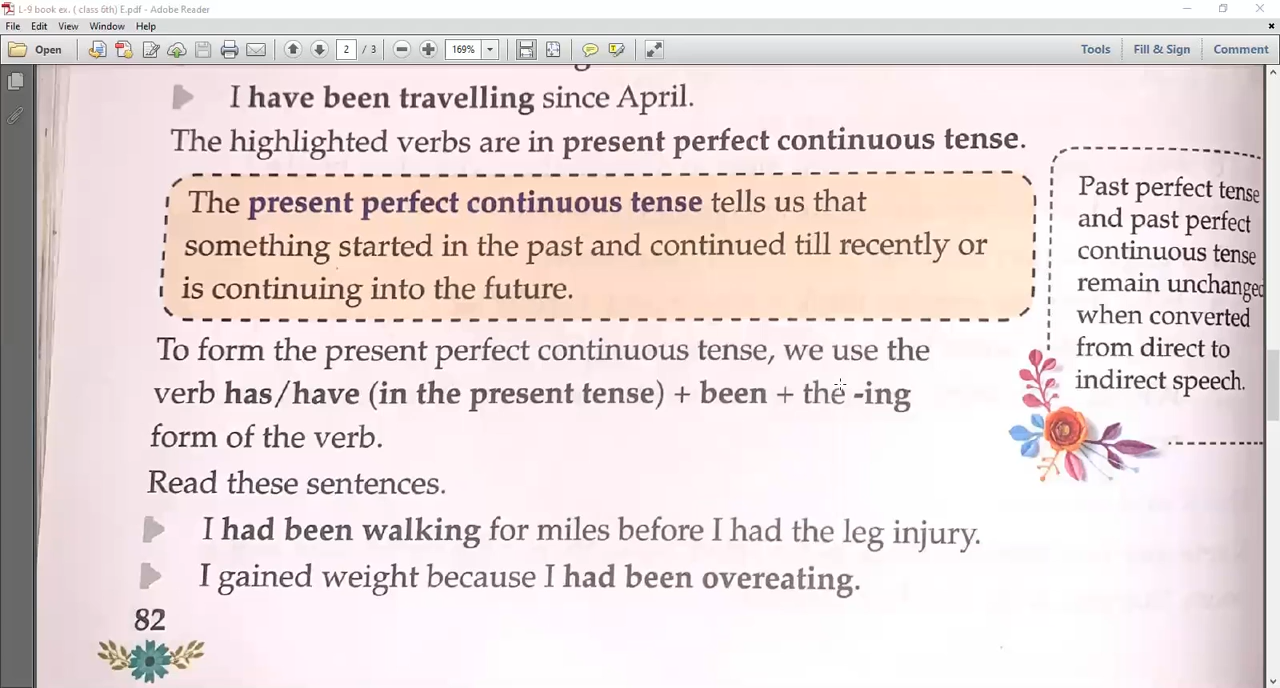 L-9 book ex. ( class 6th) E.pdf - Adobe Reader
File Edit View Window Help
Open 2 / 3 169% Tools Fill & Sign Comment
I have been travelling since April.
The highlighted verbs are in present perfect continuous tense.
The present perfect continuous tense tells us that
something started in the past and continued till recently or
is continuing into the future.
To form the present perfect continuous tense, we use the
verb has/have (in the present tense) + been + the -ing
form of the verb.
Read these sentences.
I had been walking for miles before I had the leg injury.
I gained weight because I had been overeating.
82
Past perfect tense
and past perfect
continuous tense
remain unchanged
when converted
from direct to
indirect speech.